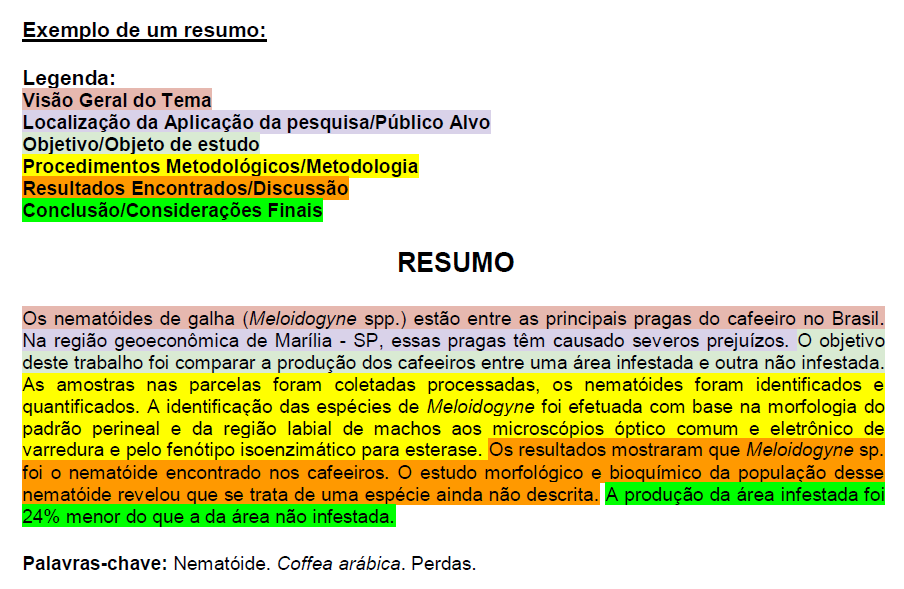 Exemplo de um resumo:
Legenda:
Visão Geral do Tema
Localização da Aplicação da pesquisa/Público Alvo
Objetivo/Objeto de estudo
Procedimentos Metodológicos/Metodologia
Resultados Encontrados/Discussão
Conclusão/Considerações Finais
RESUMO
Os nematóides de galha (Meloidogyne spp.) estão entre as principais pragas do cafeeiro no Brasil.
Na região geoeconômica de Marília - SP, essas pragas têm causado severos prejuízos. O objetivo
deste trabalho foi comparar a produção dos cafeeiros entre uma área infestada e outra não infestada.
As amostras nas parcelas foram coletadas processadas, os nematóides foram identificados e
quantificados. A identificação das espécies de Meloidogyne foi efetuada com base na morfologia do
padrão perineal e da região labial de machos aos microscópios óptico comum e eletrônico de
varredura e pelo fenótipo isoenzimático para esterase. Os resultados mostraram que Meloidogyne sp.
foi o nematóide encontrado nos cafeeiros. O estudo morfológico e bioquímico da população desse
nematóide revelou que se trata de uma espécie ainda não descrita. A produção da área infestada foi
24% menor do que a da área não infestada.
Palavras-chave: Nematóide. Coffea arábica. Perdas.